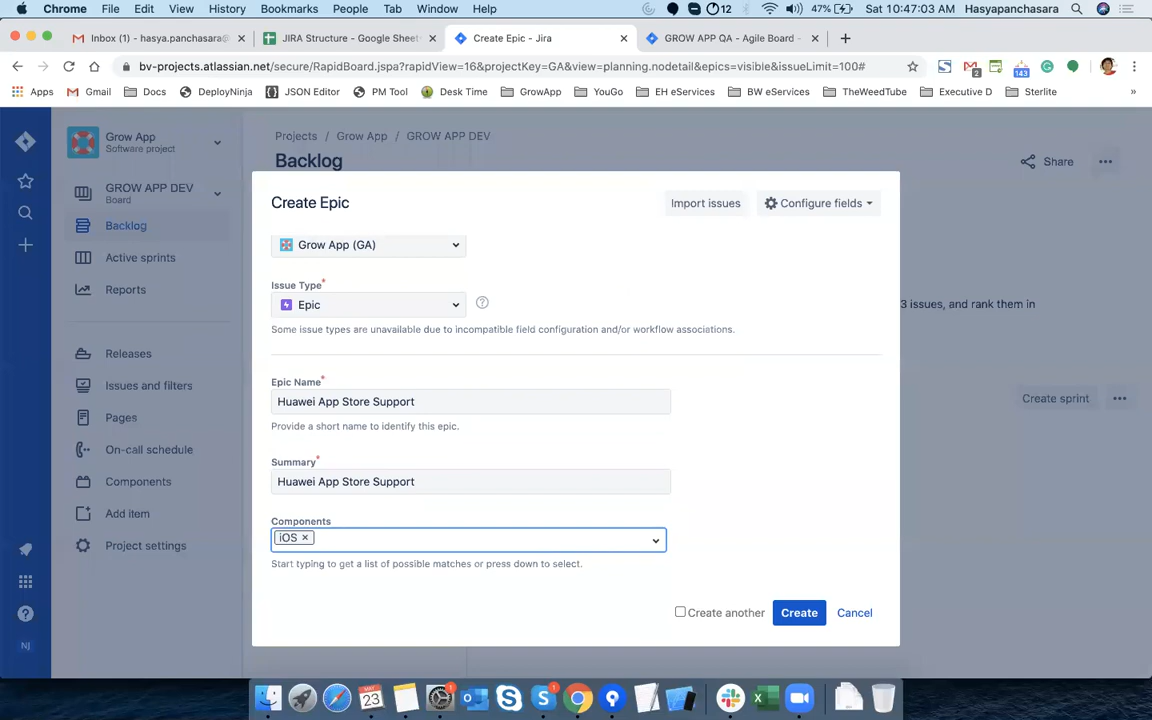 Chrome File Edit View History Bookmarks People Tab Window Help 12 47% Sat 10:47:03 AM Hasyapanchasara
Inbox (1) - hasya.panchasara@ × JIRA Structure - Google Sheet × Create Epic - Jira × GROW APP QA - Agile Board - × +
bv-projects.atlassian.net/secure/RapidBoard.jspa?rapidView=16&projectKey=GA&view=planning.nodetail&epics=visible&issueLimit=100#
2 143
Apps Gmail Docs DeployNinja JSON Editor PM Tool Desk Time GrowApp YouGo EH eServices BW eServices TheWeedTube Executive D Sterlite »
Grow App
Software project
GROW APP DEV
Board
Backlog
Active sprints
Reports
Releases
Issues and filters
Pages
On-call schedule
Components
Add item
Project settings
NJ
Projects / Grow App / GROW APP DEV
Backlog
Share
3 issues, and rank them in
Create sprint
Create Epic
Import issues
Configure fields
Grow App (GA)
Issue Type*
Epic
Some issue types are unavailable due to incompatible field configuration and/or workflow associations.
Epic Name*
Huawei App Store Support
Provide a short name to identify this epic.
Summary*
Huawei App Store Support
Components
iOS ×
Start typing to get a list of possible matches or press down to select.
Create another
Create
Cancel
23
1
1